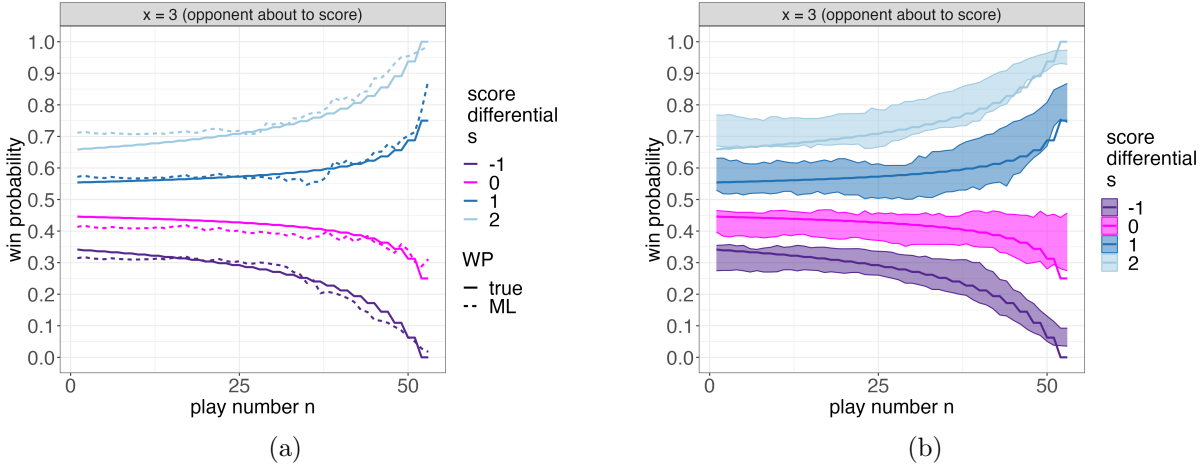 x = 3 (opponent about to score)
1.0
0.9
0.8
0.7
0.6
0.5
0.4
0.3
0.2
0.1
0.0
win probability
0
25
50
play number n
score
differential
s
-1
0
1
2
WP
true
ML
(a)
x = 3 (opponent about to score)
1.0
0.9
0.8
0.7
0.6
0.5
0.4
0.3
0.2
0.1
0.0
win probability
0
25
50
play number n
score
differential
s
-1
0
1
2
(b)